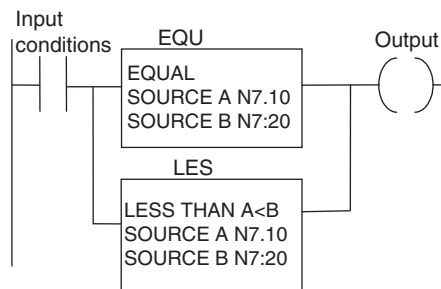 Input
conditions
EQU
Output
EQUAL
SOURCE A N7.10
SOURCE B N7:20
LES
LESS THAN A<B
SOURCE A N7.10
SOURCE B N7:20